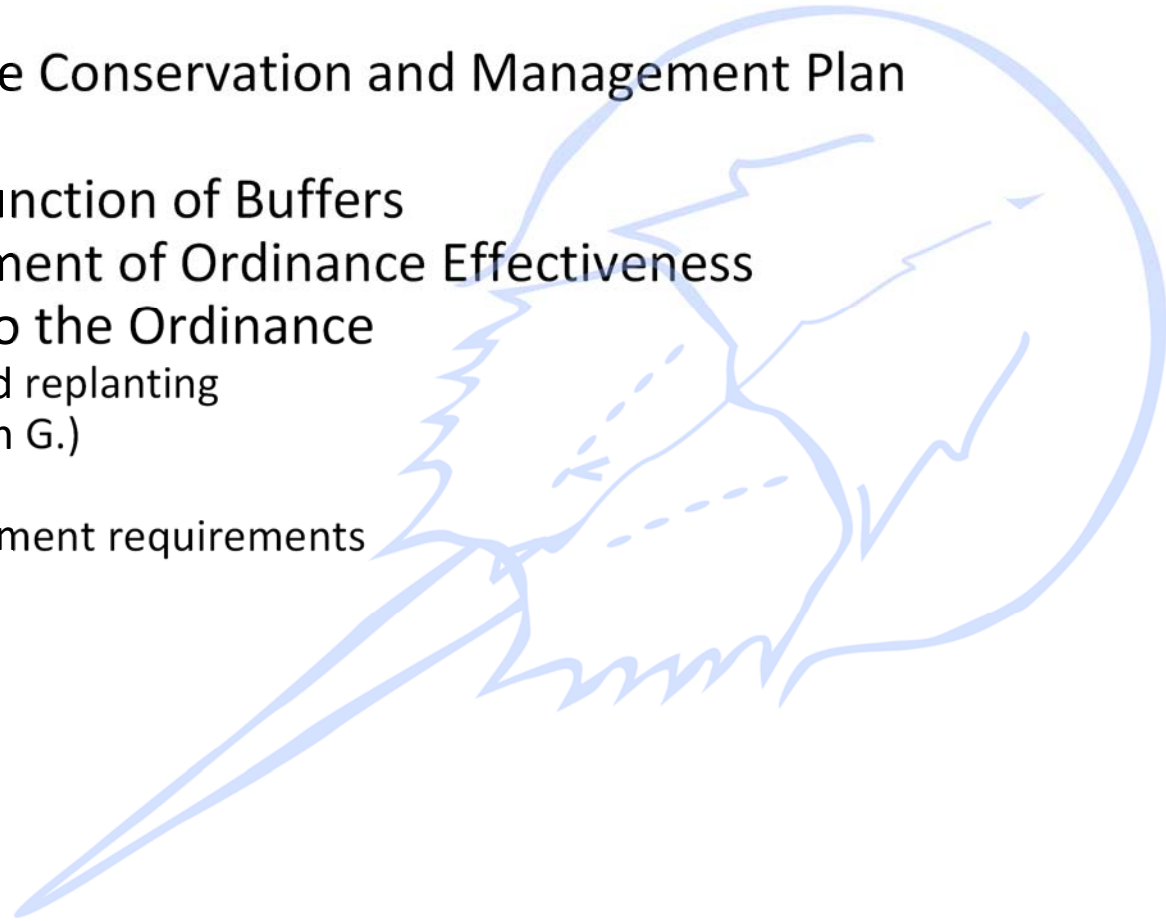 e Conservation and Management Plan
unction of Buffers
ment of Ordinance Effectiveness
o the Ordinance
d replanting
n G.)
ment requirements